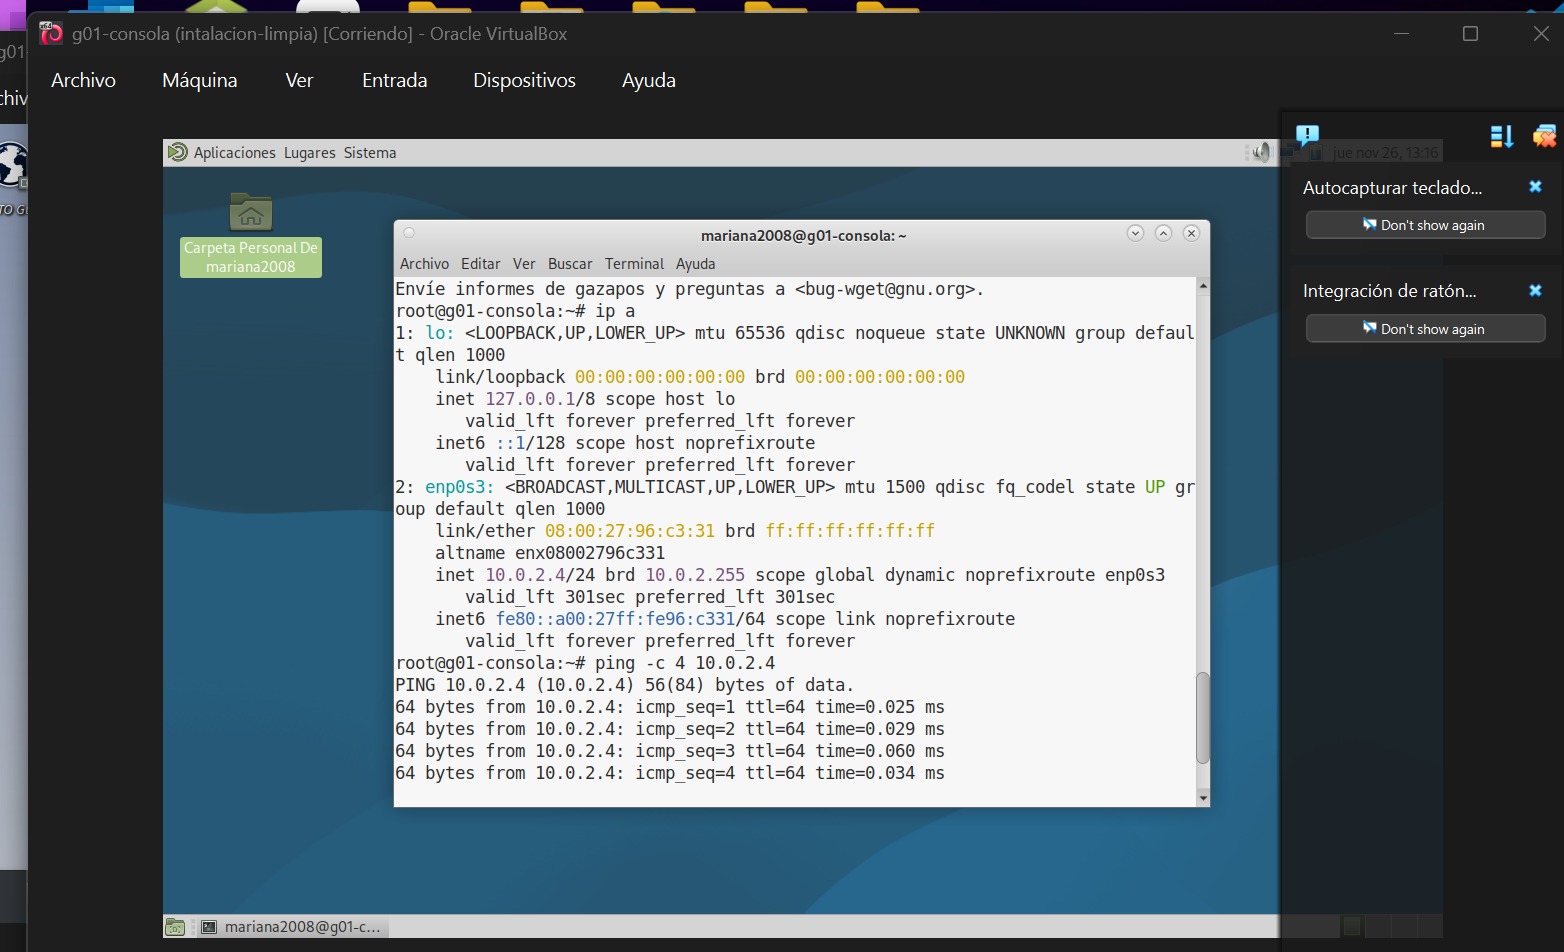 g01-consola (intalacion-limpia) [Corriendo] - Oracle VirtualBox
Archivo Máquina Ver Entrada Dispositivos Ayuda
Aplicaciones Lugares Sistema
jue nov 26, 13:16
Autocapturar teclado...
Don't show again
Integración de ratón...
Don't show again
Carpeta Personal De
mariana2008
mariana2008@g01-consola: ~
Archivo Editar Ver Buscar Terminal Ayuda
Envíe informes de gazapos y preguntas a <bug-wget@gnu.org>.
root@g01-consola:~# ip a
1: lo: <LOOPBACK,UP,LOWER_UP> mtu 65536 qdisc noqueue state UNKNOWN group defaul
t qlen 1000
link/loopback 00:00:00:00:00:00 brd 00:00:00:00:00:00
inet 127.0.0.1/8 scope host lo
valid_lft forever preferred_lft forever
inet6 ::1/128 scope host noprefixroute
valid_lft forever preferred_lft forever
2: enp0s3: <BROADCAST,MULTICAST,UP,LOWER_UP> mtu 1500 qdisc fq_codel state UP gr
oup default qlen 1000
link/ether 08:00:27:96:c3:31 brd ff:ff:ff:ff:ff:ff
altname enx08002796c331
inet 10.0.2.4/24 brd 10.0.2.255 scope global dynamic noprefixroute enp0s3
valid_lft 301sec preferred_lft 301sec
inet6 fe80::a00:27ff:fe96:c331/64 scope link noprefixroute
valid_lft forever preferred_lft forever
root@g01-consola:~# ping -c 4 10.0.2.4
PING 10.0.2.4 (10.0.2.4) 56(84) bytes of data.
64 bytes from 10.0.2.4: icmp_seq=1 ttl=64 time=0.025 ms
64 bytes from 10.0.2.4: icmp_seq=2 ttl=64 time=0.029 ms
64 bytes from 10.0.2.4: icmp_seq=3 ttl=64 time=0.060 ms
64 bytes from 10.0.2.4: icmp_seq=4 ttl=64 time=0.034 ms
mariana2008@g01-c...